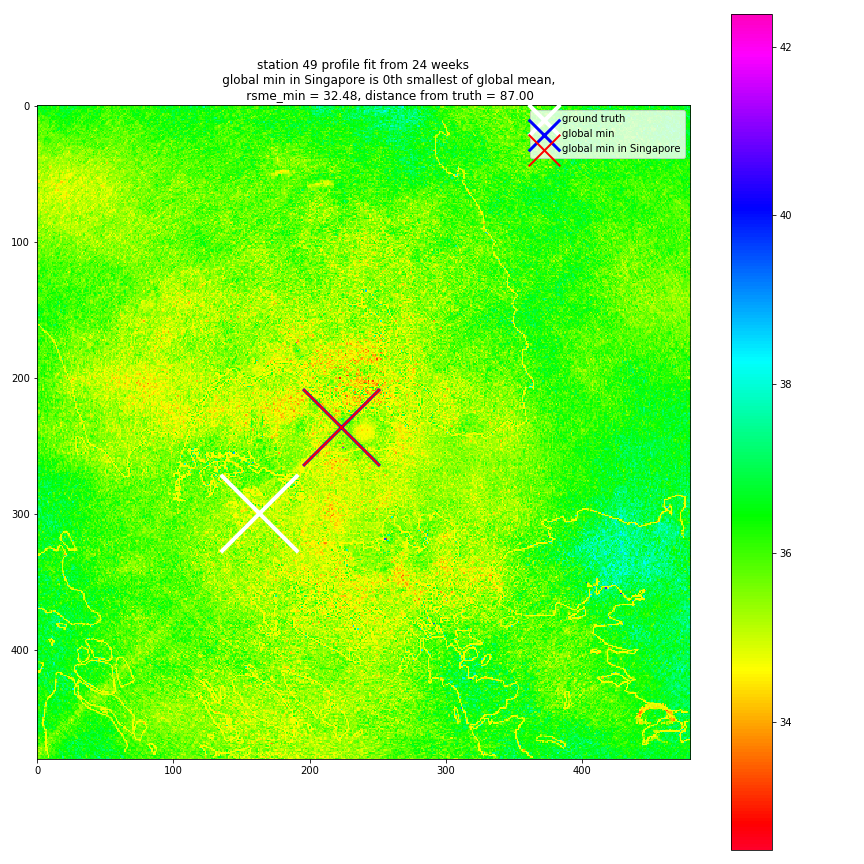 station 49 profile fit from 24 weeks
global min in Singapore is 0th smallest of global mean,
rsme_min = 32.48, distance from truth = 87.00
ground truth
global min
global min in Singapore
0
100
200
300
400
0 100 200 300 400
42
40
38
36
34